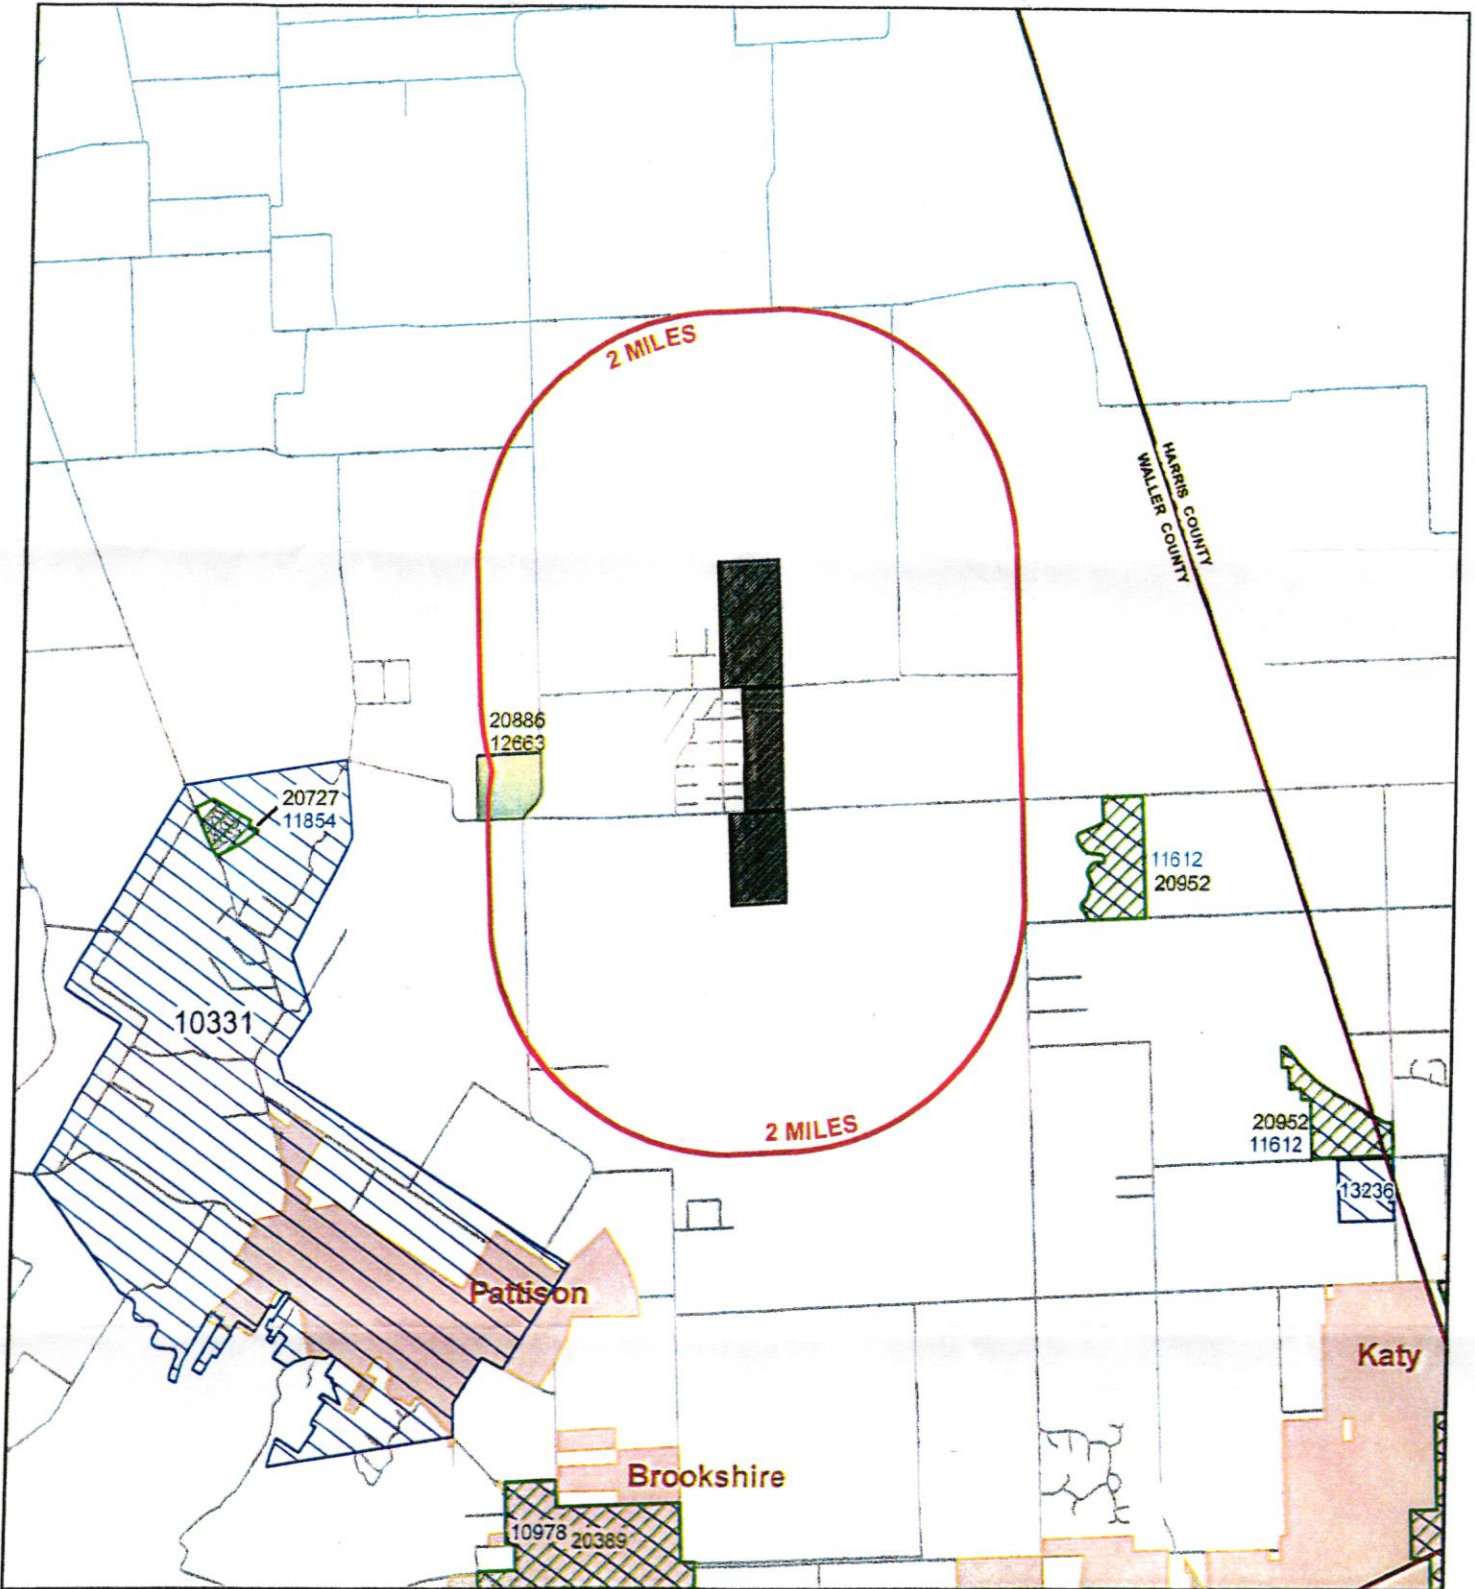 2 MILES
HARRIS COUNTY
WALLER COUNTY
20886
12663
20727
11854
11612
20952
10331
20952
11612
2 MILES
13236
Pattison
Katy
Brookshire
10978 20389